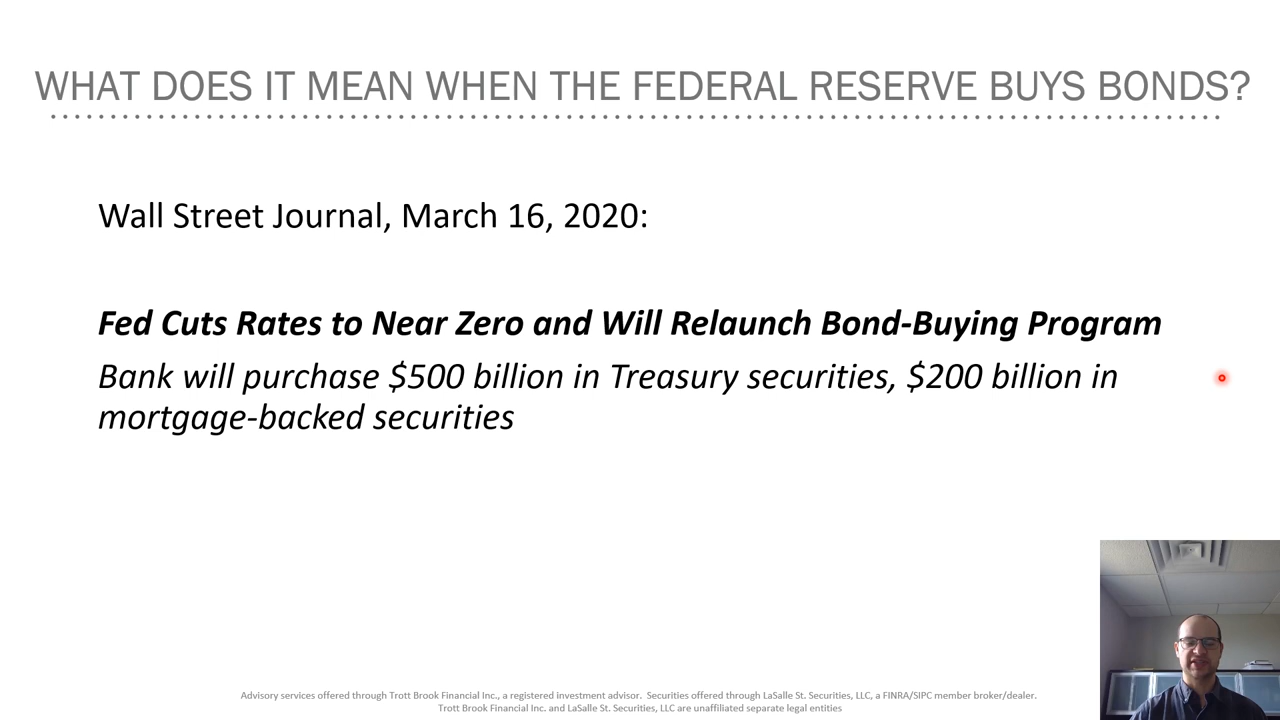 WHAT DOES IT MEAN WHEN THE FEDERAL RESERVE BUYS BONDS?
Wall Street Journal, March 16, 2020:
Fed Cuts Rates to Near Zero and Will Relaunch Bond-Buying Program
Bank will purchase $500 billion in Treasury securities, $200 billion in
mortgage-backed securities
Advisory services offered through Trott Brook Financial Inc., a registered investment advisor.  Securities offered through LaSalle St. Securities, LLC, a FINRA/SIPC member broker/dealer.
Trott Brook Financial Inc. and LaSalle St. Securities, LLC are unaffiliated separate legal entities